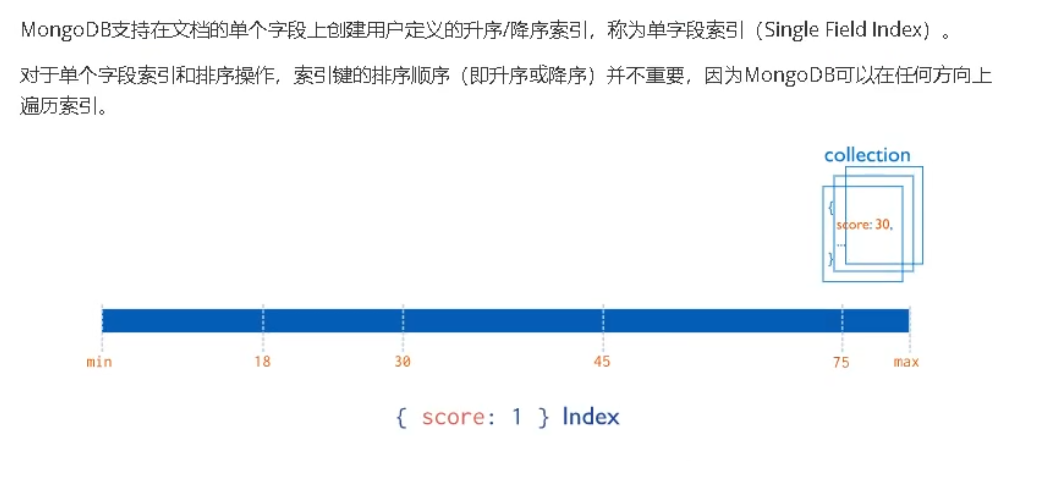 MongoDB支持在文档的单个字段上创建用户定义的升序/降序索引，称为单字段索引（Single Field Index）。
对于单个字段索引和排序操作，索引键的排序顺序（即升序或降序）并不重要，因为MongoDB可以在任何方向上
遍历索引。
collection
{
score: 30,
...
}
min 18 30 45 75 max
{ score: 1 } Index